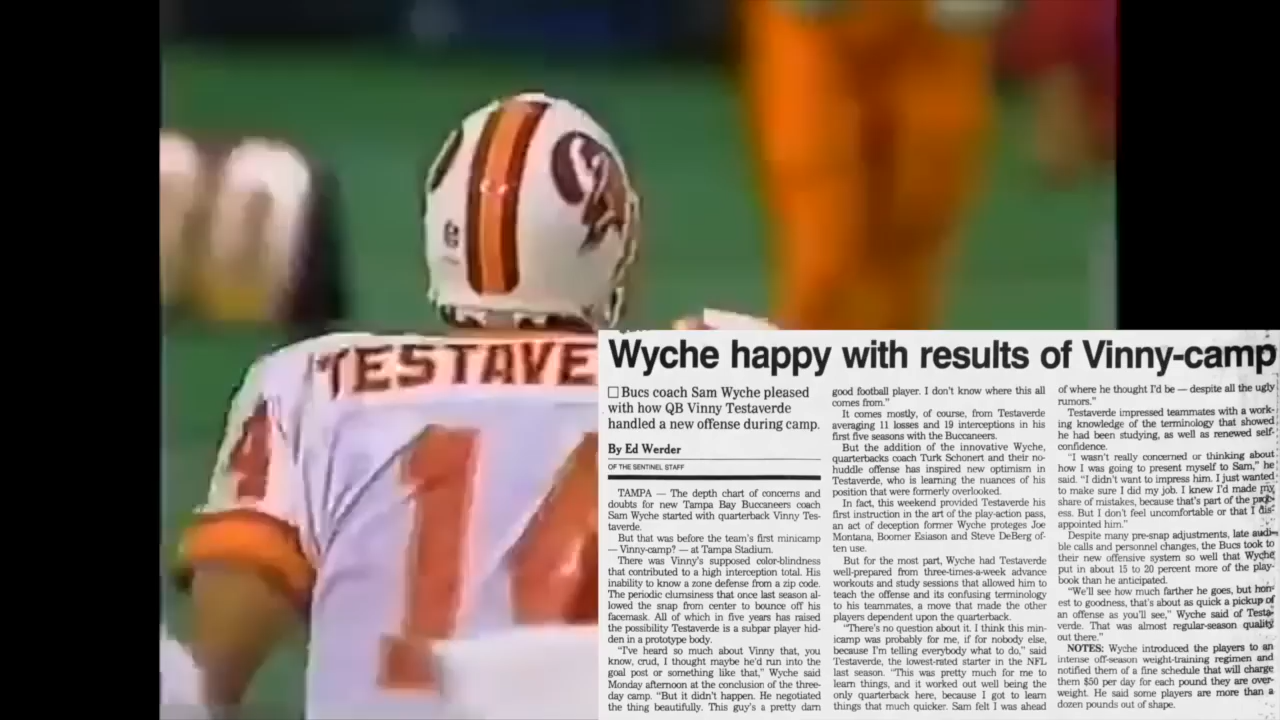 TESTAVE
14
Wyche happy with results of Vinny-camp
Bucs coach Sam Wyche pleased
with how QB Vinny Testaverde
handled a new offense during camp.
By Ed Werder
OF THE SENTINEL STAFF
TAMPA — The depth chart of concerns and
doubts for new Tampa Bay Buccaneers coach
Sam Wyche started with quarterback Vinny Tes-
taverde.
But that was before the team's first minicamp
— Vinny-camp? — at Tampa Stadium.
There was Vinny's supposed color-blindness
that contributed to a high interception total. His
inability to know a zone defense from a zip code.
The periodic clumsiness that once last season al-
lowed the snap from center to bounce off his
facemask. All of which in five years has raised
the possibility Testaverde is a subpar player hid-
den in a prototype body.
"I've heard so much about Vinny that, you
know, crud, I thought maybe he'd run into the
goal post or something like that," Wyche said
Monday afternoon at the conclusion of the three-
day camp. "But it didn't happen. He negotiated
the thing beautifully. This guy's a pretty darn
good football player. I don't know where this all
comes from."
It comes mostly, of course, from Testaverde
averaging 11 losses and 19 interceptions in his
first five seasons with the Buccaneers.
But the addition of the innovative Wyche,
quarterbacks coach Turk Schonert and their no-
huddle offense has inspired new optimism in
Testaverde, who is learning the nuances of his
position that were formerly overlooked.
In fact, this weekend provided Testaverde his
first instruction in the art of the play-action pass,
an act of deception former Wyche proteges Joe
Montana, Boomer Esiason and Steve DeBerg of-
ten use.
But for the most part, Wyche had Testaverde
well-prepared from three-times-a-week advance
workouts and study sessions that allowed him to
teach the offense and its confusing terminology
to his teammates, a move that made the other
players dependent upon the quarterback.
"There's no question about it. I think this min-
icamp was probably for me, if for nobody else,
because I'm telling everybody what to do," said
Testaverde, the lowest-rated starter in the NFL
last season. "This was pretty much for me to
learn things, and it worked out well being the
only quarterback here, because I got to learn
things that much quicker. Sam felt I was ahead
of where he thought I'd be — despite all the ugly
rumors."
Testaverde impressed teammates with a work-
ing knowledge of the terminology that showed
he had been studying, as well as renewed self-
confidence.
"I wasn't really concerned or thinking about
how I was going to present myself to Sam," he
said. "I didn't want to impress him. I just wanted
to make sure I did my job. I knew I'd made my
share of mistakes, because that's part of the proc-
ess. But I don't feel uncomfortable or that I dis-
appointed him."
Despite many pre-snap adjustments, late audi-
ble calls and personnel changes, the Bucs took to
their new offensive system so well that Wyche
put in about 15 to 20 percent more of the play-
book than he anticipated.
"We'll see how much farther he goes, but hon-
est to goodness, that's about as quick a pickup of
an offense as you'll see," Wyche said of Testa-
verde. That was almost regular-season quality
out there."
NOTES: Wyche introduced the players to an
intense off-season weight-training regimen and
notified them of a fine schedule that will charge
them $50 per day for each pound they are over-
weight. He said some players are more than a
dozen pounds out of shape.